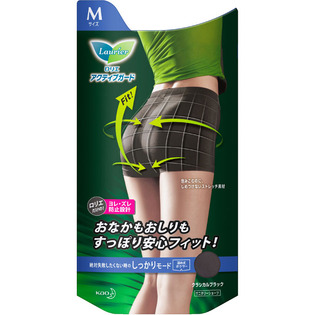 M
サイズ
Laurier
ロリエ
アクティブガード
Fit!
ロリエ
ヨレ・ズレ
防止設計
おなかもおしりも
すっぽり安心フィット!
絶対失敗したくない時の しっかりモード
クラシカルブラック
Kao